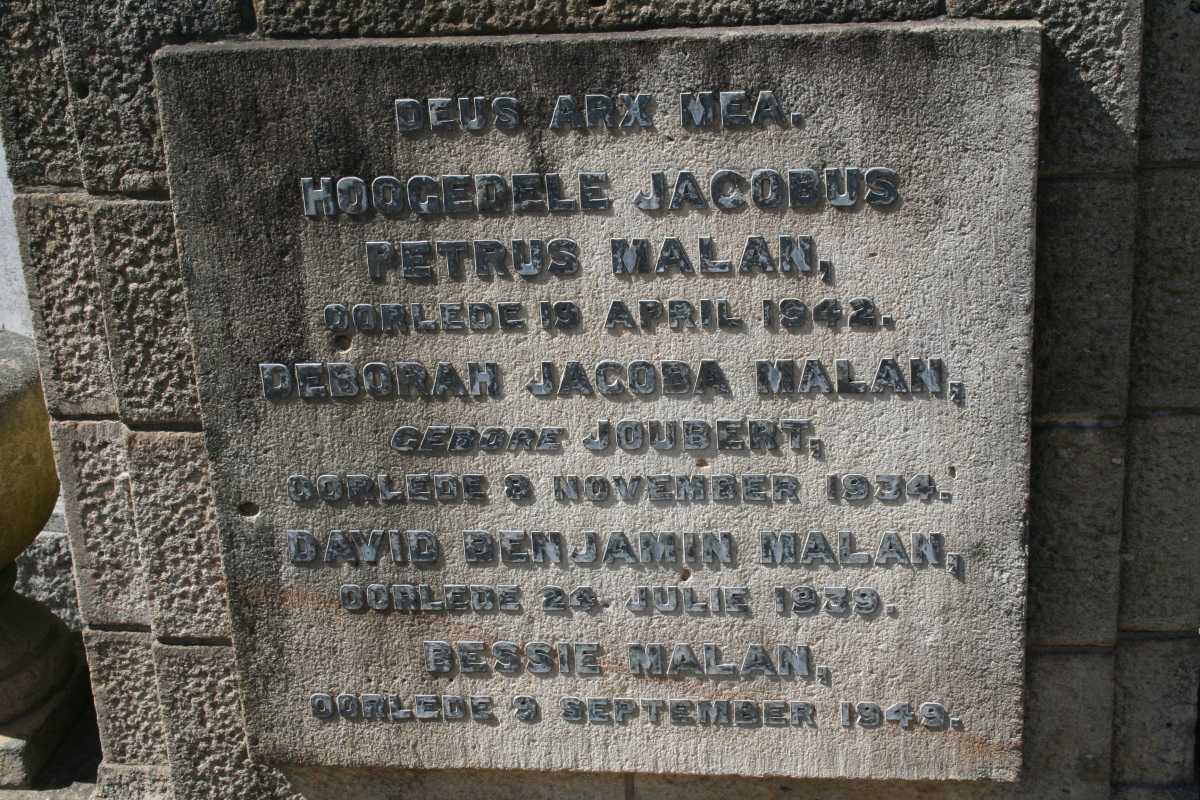 DEUS ARX MEA.
HOOGEDELE JACOBUS
PETRUS MALAN,
OORLEDE 19 APRIL 1942.
DEBORAH JACOBA MALAN,
GEBORE JOUBERT,
OORLEDE 8 NOVEMBER 1934.
DAVID BENJAMIN MALAN,
OORLEDE 24 JULIE 1939.
BESSIE MALAN,
OORLEDE 9 SEPTEMBER 1949.